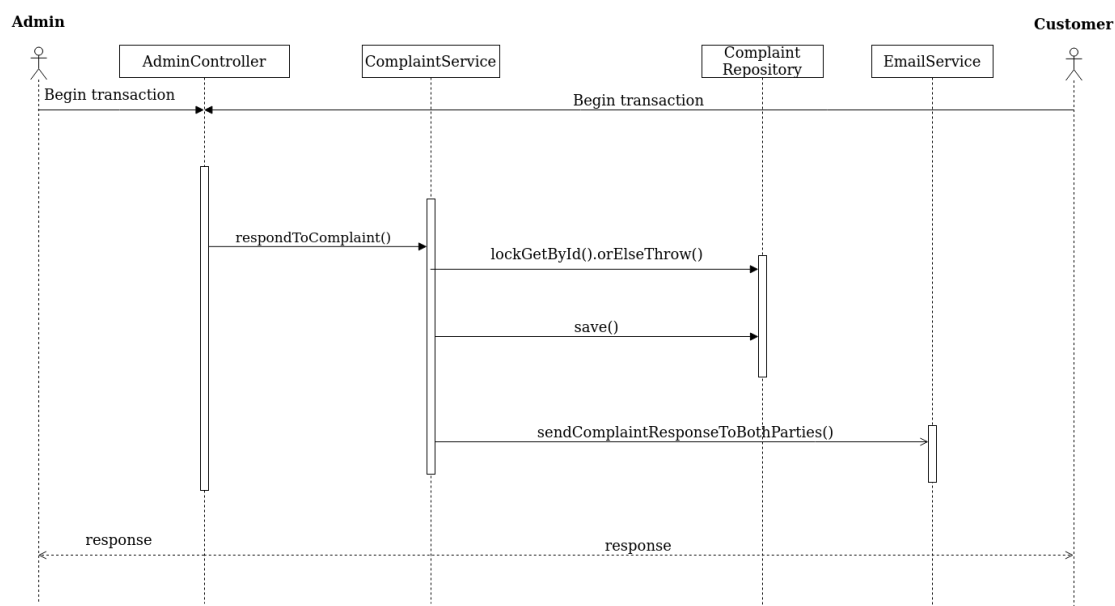 Admin
Customer
AdminController
ComplaintService
Complaint
Repository
EmailService
Begin transaction
Begin transaction
respondToComplaint()
lockGetById().orElseThrow()
save()
sendComplaintResponseToBothParties()
response
response